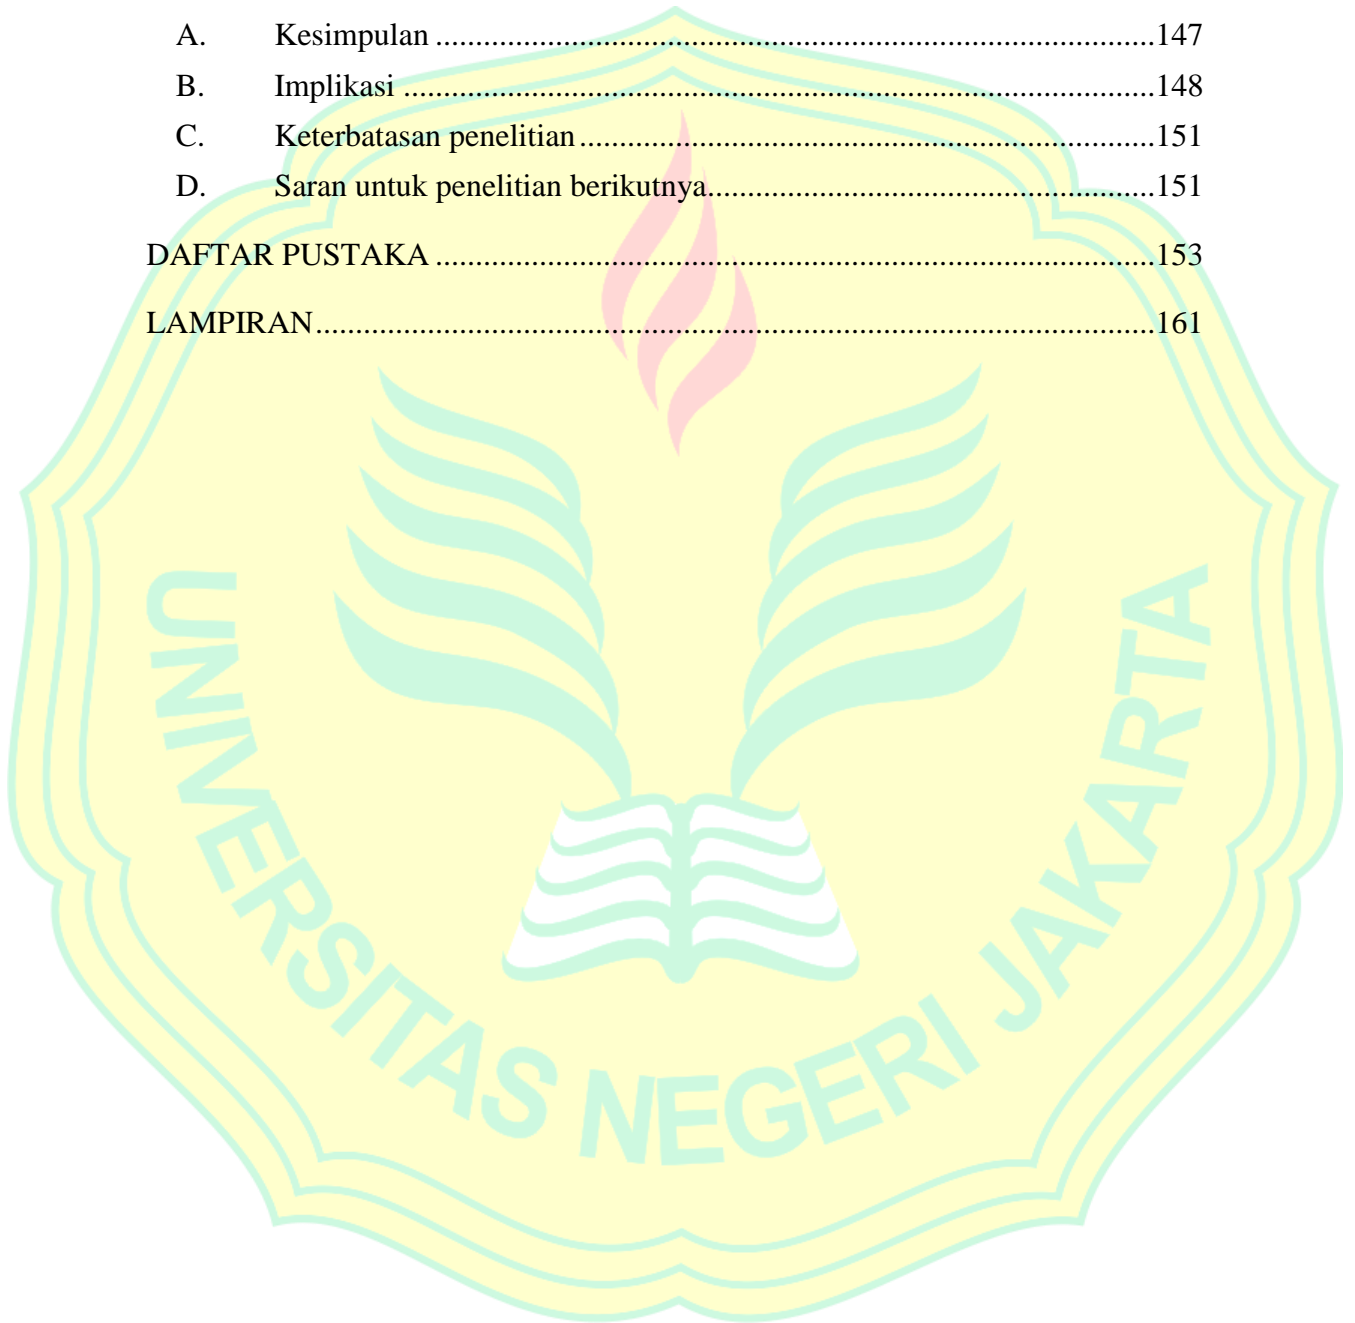 A. Kesimpulan ..........................................................................................147
B. Implikasi ..............................................................................................148
C. Keterbatasan penelitian ........................................................................151
D. Saran untuk penelitian berikutnya........................................................151
DAFTAR PUSTAKA ..........................................................................................153
LAMPIRAN.........................................................................................................161
UNIVERSITAS NEGERI JAKARTA